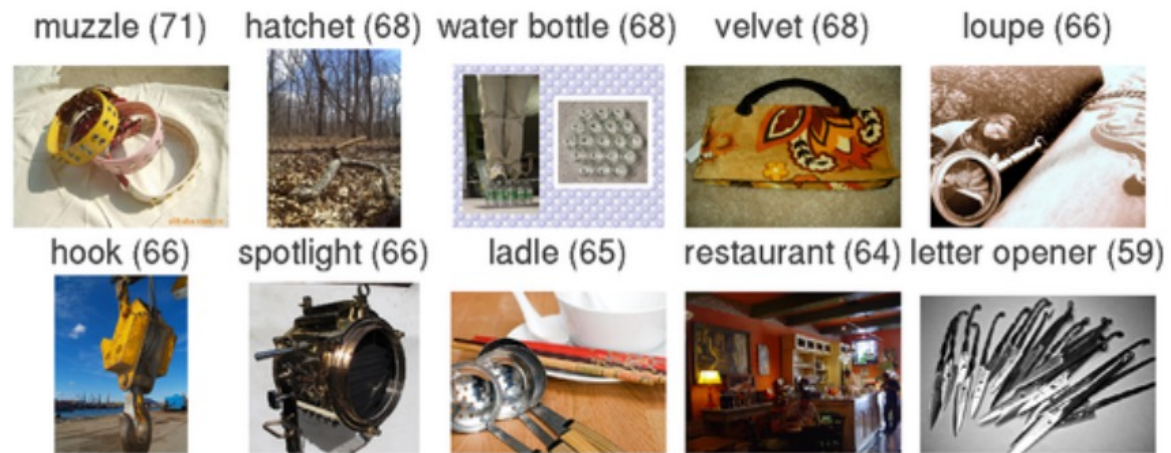 muzzle (71) hatchet (68) water bottle (68) velvet (68) loupe (66)
hook (66) spotlight (66) ladle (65) restaurant (64) letter opener (59)